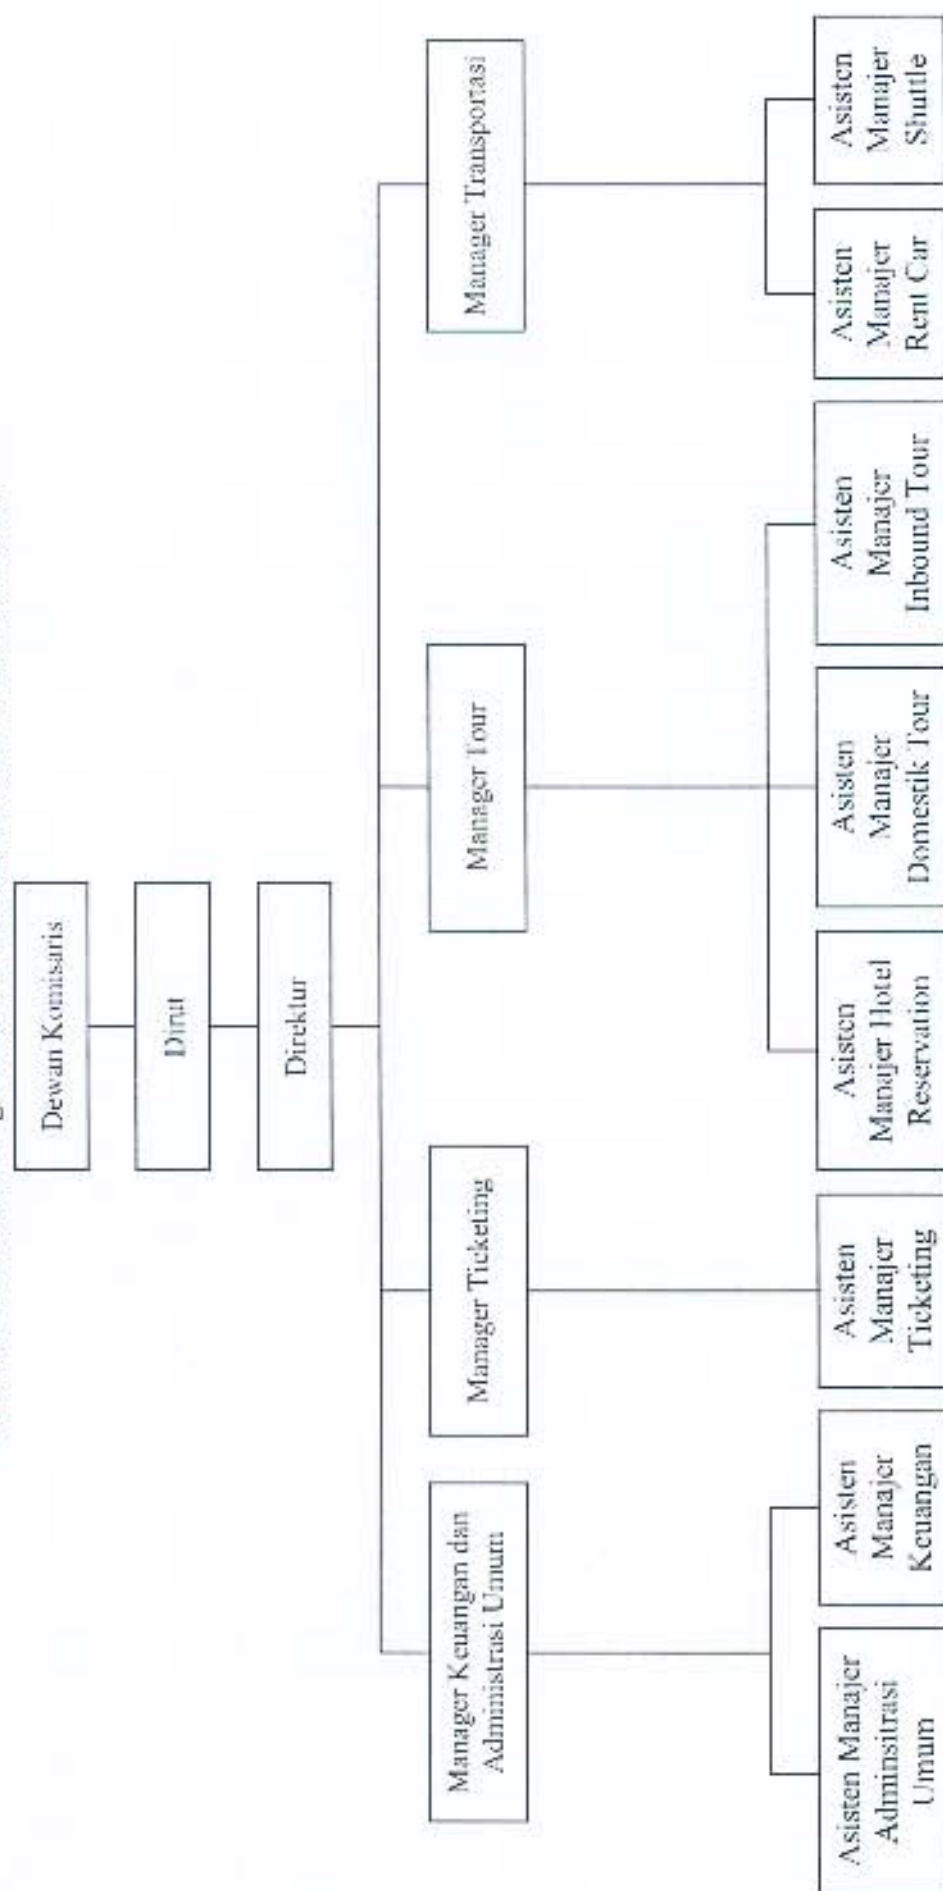 Dewan Komisaris
Dirut
Direktur
Manager Keuangan dan
Administrasi Umum
Manager Ticketing
Manager Tour
Manager Transportasi
Asisten Manajer
Adminsitrasi
Umum
Asisten
Manajer
Keuangan
Asisten
Manajer
Ticketing
Asisten
Manajer Hotel
Reservation
Asisten
Manajer
Domestik Tour
Asisten
Manajer
Inbound Tour
Asisten
Manajer
Rent Car
Asisten
Manajer
Shuttle